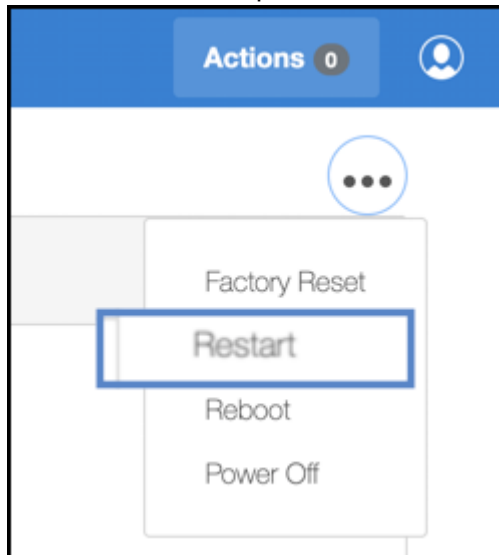 Actions 0
Factory Reset
Restart
Reboot
Power Off